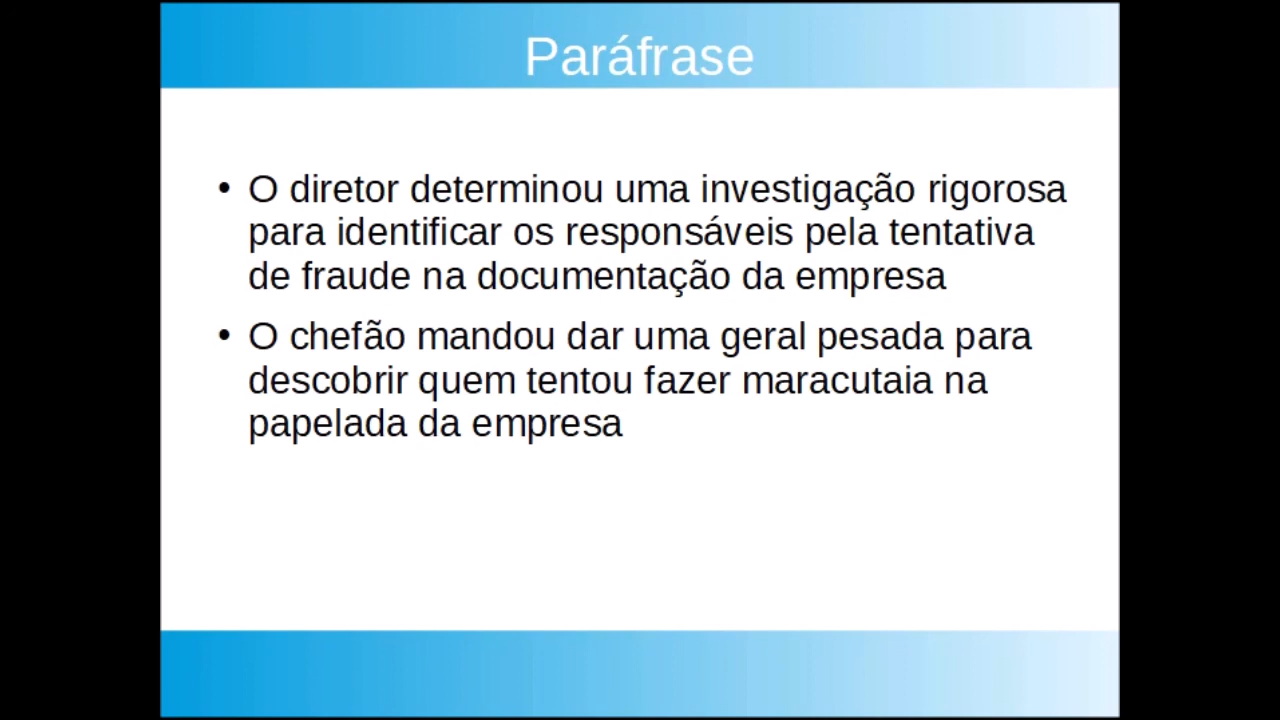 Paráfrase
• O diretor determinou uma investigação rigorosa
para identificar os responsáveis pela tentativa
de fraude na documentação da empresa
• O chefão mandou dar uma geral pesada para
descobrir quem tentou fazer maracutaia na
papelada da empresa